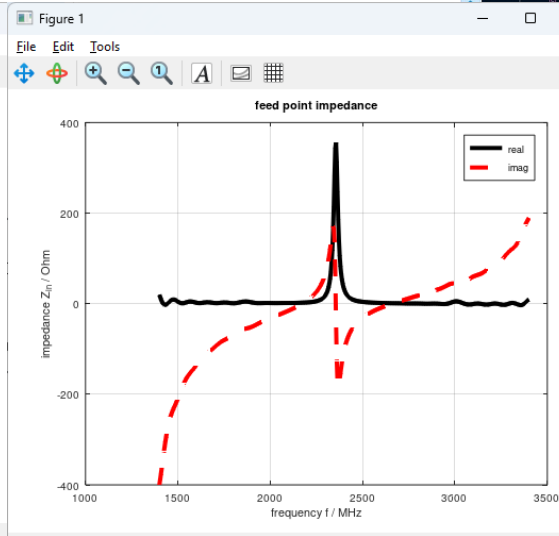 Figure 1
File Edit Tools
A
feed point impedance
real
imag
400
200
0
-200
-400
impedance Z_in / Ohm
1000 1500 2000 2500 3000 3500
frequency f / MHz